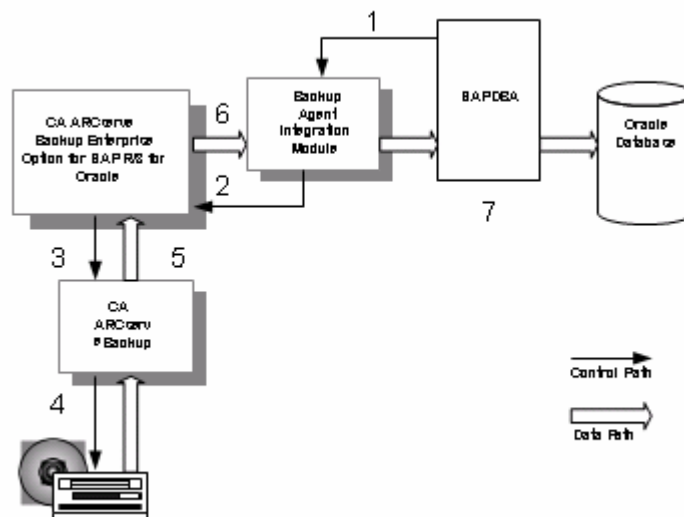 1
CA ARCserve
Backup Enterprise
Option for SAP R/3 for
Oracle
6
Backup
Agent
Integration
Module
SAPDBA
Oracle
Database
2
7
3
5
CA
ARCserv
e Backup
4
Control Path
Data Path